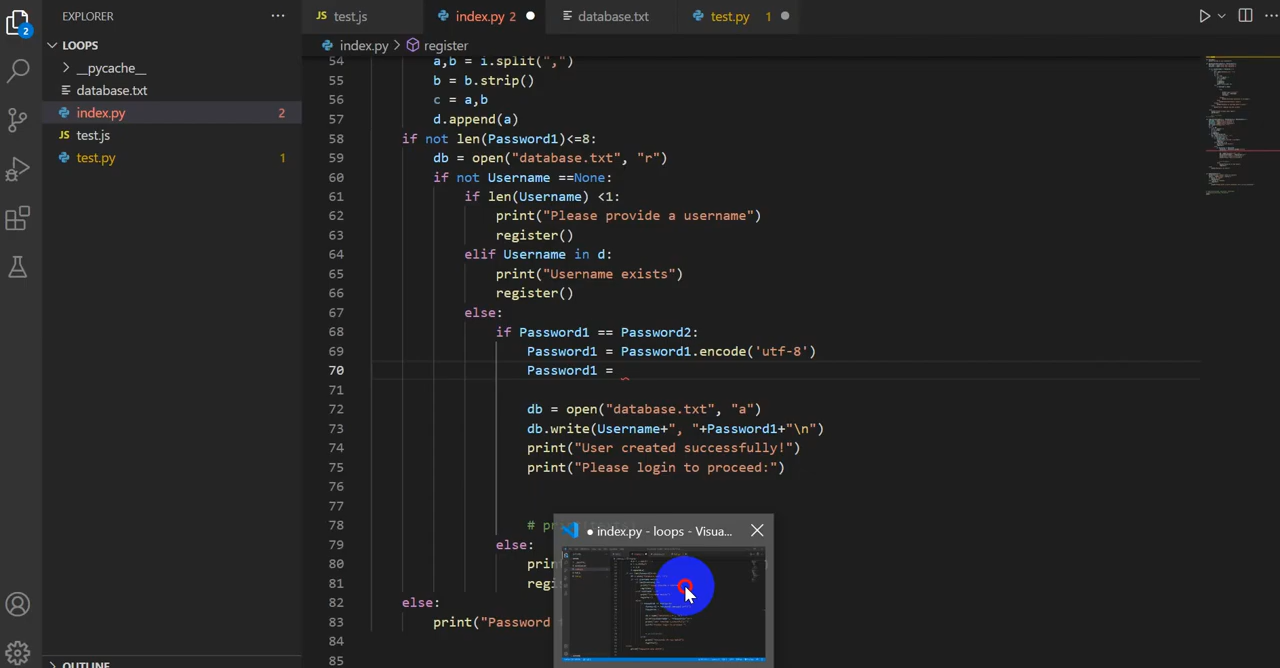 2
EXPLORER
LOOPS
__pycache__
database.txt
index.py 2
JS test.js
test.py 1
OUTLINE
JS test.js
index.py 2
database.txt
test.py 1
index.py > register
54 a,b = i.split(",")
55 b = b.strip()
56 c = a,b
57 d.append(a)
58 if not len(Password1)<=8:
59 db = open("database.txt", "r")
60 if not Username ==None:
61 if len(Username) <1:
62 print("Please provide a username")
63 register()
64 elif Username in d:
65 print("Username exists")
66 register()
67 else:
68 if Password1 == Password2:
69 Password1 = Password1.encode('utf-8')
70 Password1 =
71
72 db = open("database.txt", "a")
73 db.write(Username+", "+Password1+"\n")
74 print("User created successfully!")
75 print("Please login to proceed:")
76
77
78 #
79 else:
80
81
82 else:
83 print("Password
84
85
● index.py - loops - Visua...